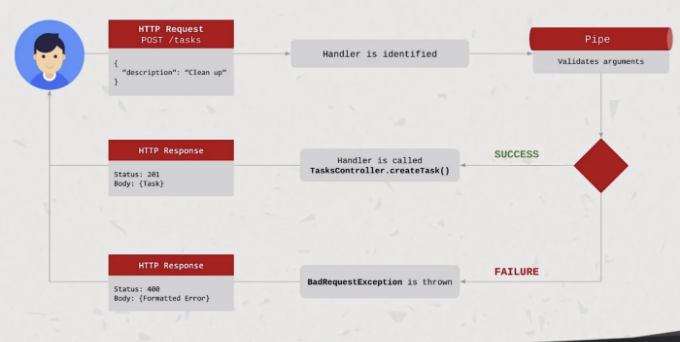 HTTP Request
POST /tasks
{
"description": "Clean up"
}
Handler is identified
Pipe
Validates arguments
HTTP Response
Status: 201
Body: {Task}
Handler is called
TasksController.createTask()
SUCCESS
HTTP Response
Status: 400
Body: {Formatted Error}
BadRequestException is thrown
FAILURE